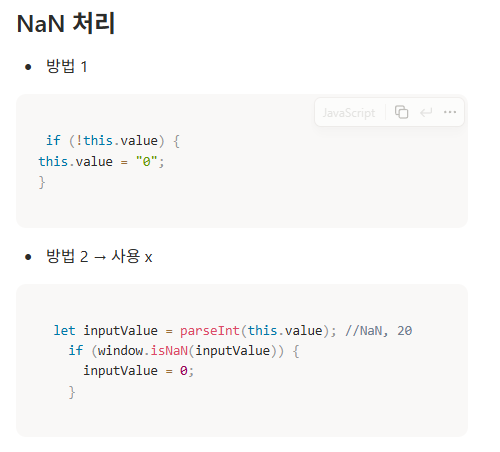 NaN 처리
• 방법 1
JavaScript
if (!this.value) {
this.value = "0";
}
• 방법 2 → 사용 x
let inputValue = parseInt(this.value); //NaN, 20
if (window.isNaN(inputValue)) {
inputValue = 0;
}